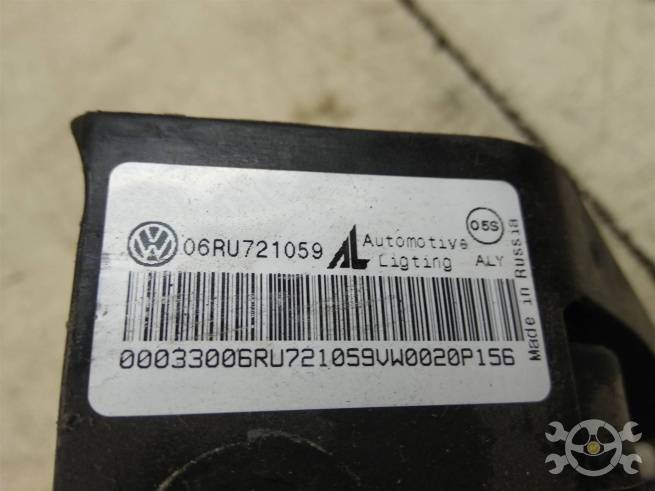 06RU721059
Automotive
Ligting
05S
ALY
Made in Russia
00033006RU721059VW0020P156